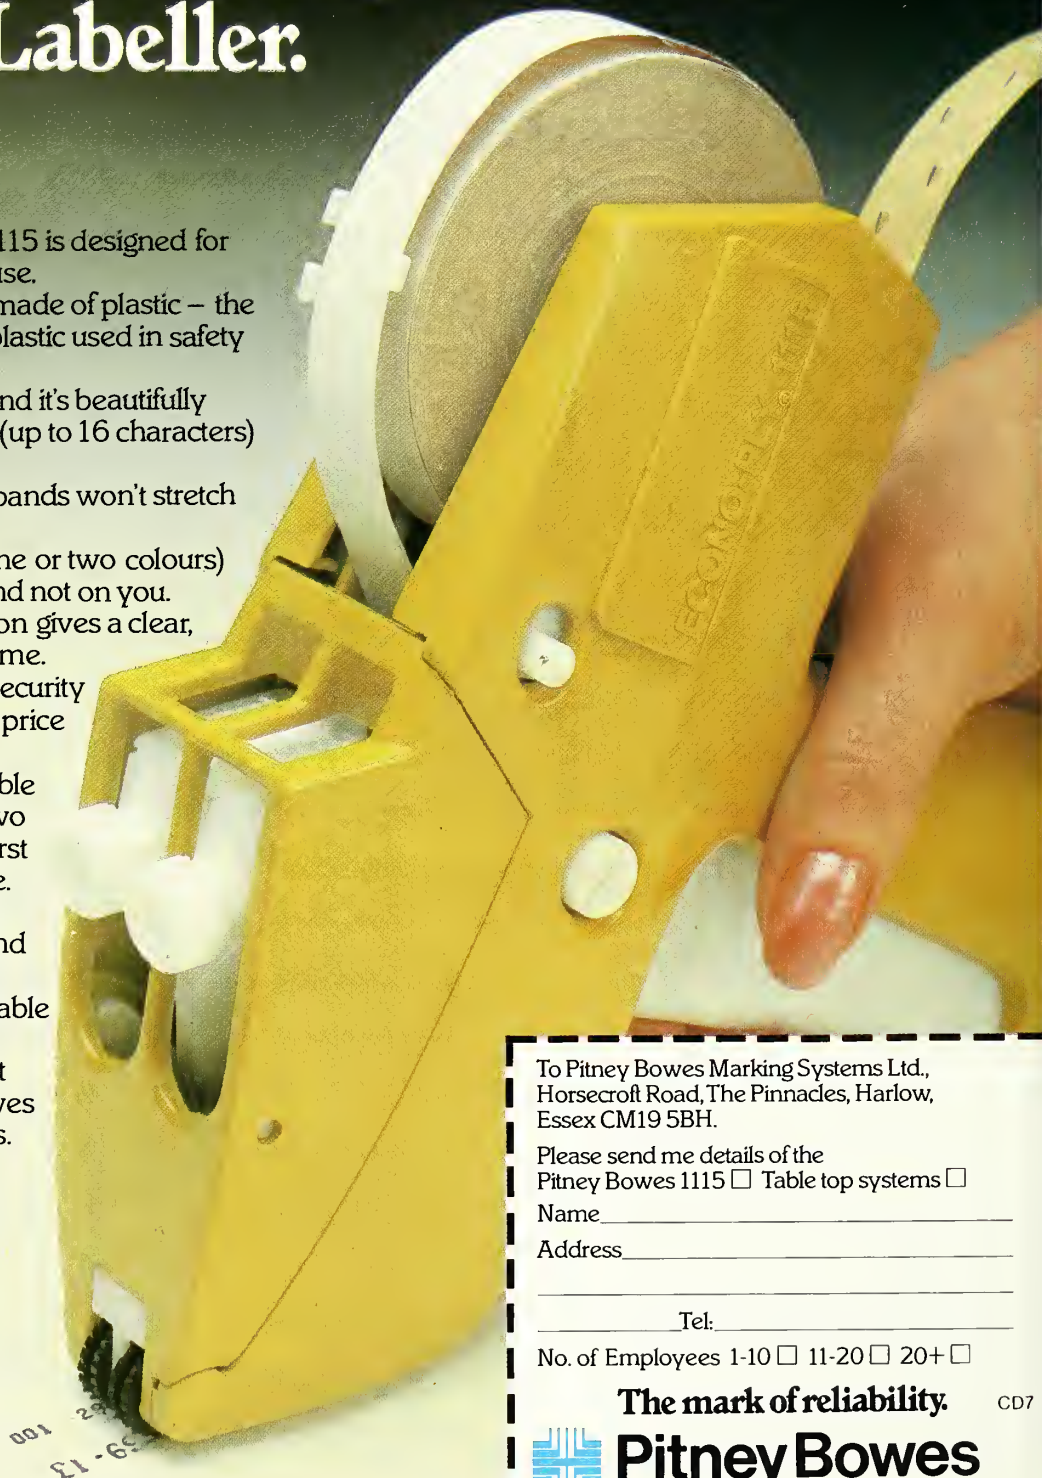 Labeller.
115 is designed for
use.
made of plastic – the
plastic used in safety
nd it's beautifully
(up to 16 characters)
bands won't stretch
ne or two colours)
nd not on you.
on gives a clear,
me.
ecurity
price
ble
vo
rst
e.
nd
able
t
ves
s.
ECONOPLY-LITE
To Pitney Bowes Marking Systems Ltd.,
Horsecroft Road, The Pinnacles, Harlow,
Essex CM19 5BH.
Please send me details of the
Pitney Bowes 1115 □ Table top systems □
Name
Address
Tel:
No. of Employees 1-10 □ 11-20 □ 20+ □
The mark of reliability. CD7
Pitney Bowes